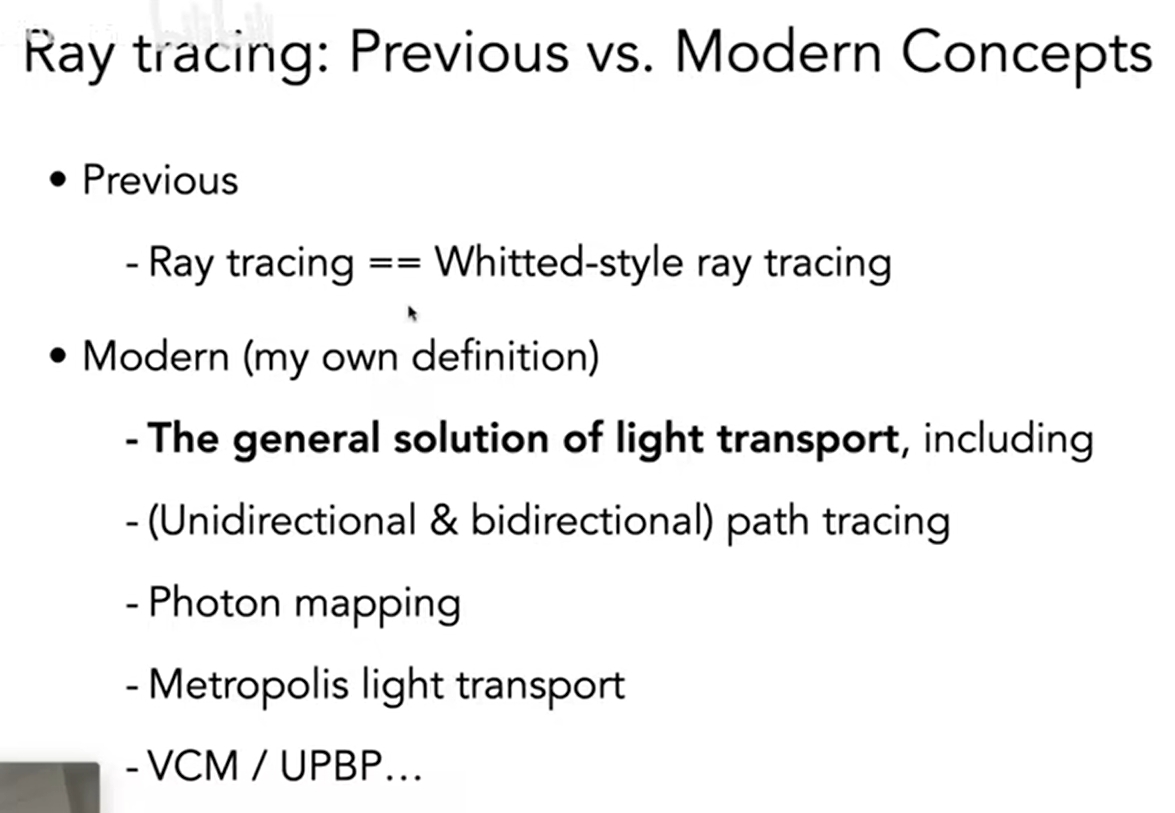 Ray tracing: Previous vs. Modern Concepts
• Previous
- Ray tracing == Whitted-style ray tracing
• Modern (my own definition)
- The general solution of light transport, including
- (Unidirectional & bidirectional) path tracing
- Photon mapping
- Metropolis light transport
- VCM / UPBP...